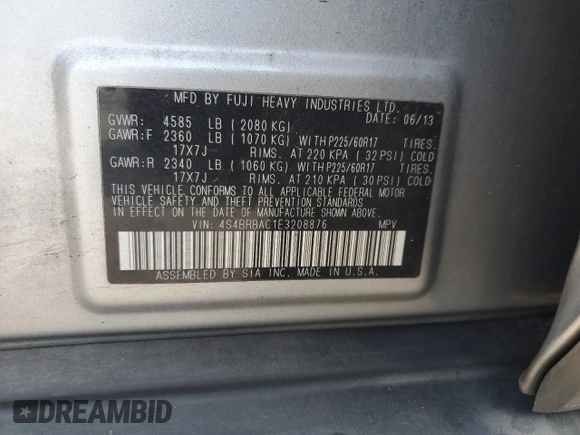 MFD BY FUJI HEAVY INDUSTRIES LTD.
DATE: 06/13
GVWR: 4585 LB ( 2080 KG)
GAWR:F 2360 LB ( 1070 KG) WITH P225/60R17 TIRES.
17X7J RIMS. AT 220 KPA ( 32 PSI) COLD
GAWR:R 2340 LB ( 1060 KG) WITH P225/60R17 TIRES.
17X7J RIMS. AT 210 KPA ( 30 PSI) COLD
THIS VEHICLE CONFORMS TO ALL APPLICABLE FEDERAL MOTOR
VEHICLE SAFETY AND THEFT PREVENTION STANDARDS
IN EFFECT ON THE DATE OF MANUFACTURE SHOWN ABOVE.
VIN: 4S4BRBAC1E3208876 MPV
ASSEMBLED BY SIA INC. MADE IN U.S.A.
DREAMBID